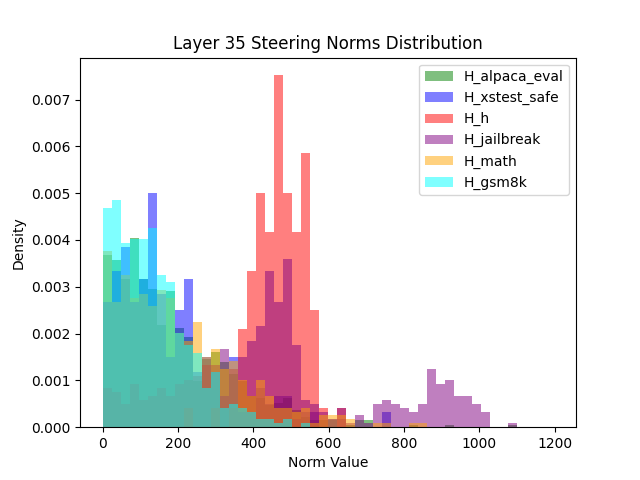 Layer 35 Steering Norms Distribution
H_alpaca_eval
H_xstest_safe
H_h
H_jailbreak
H_math
H_gsm8k
0.007
0.006
0.005
0.004
0.003
0.002
0.001
0.000
Density
0 200 400 600 800 1000 1200
Norm Value